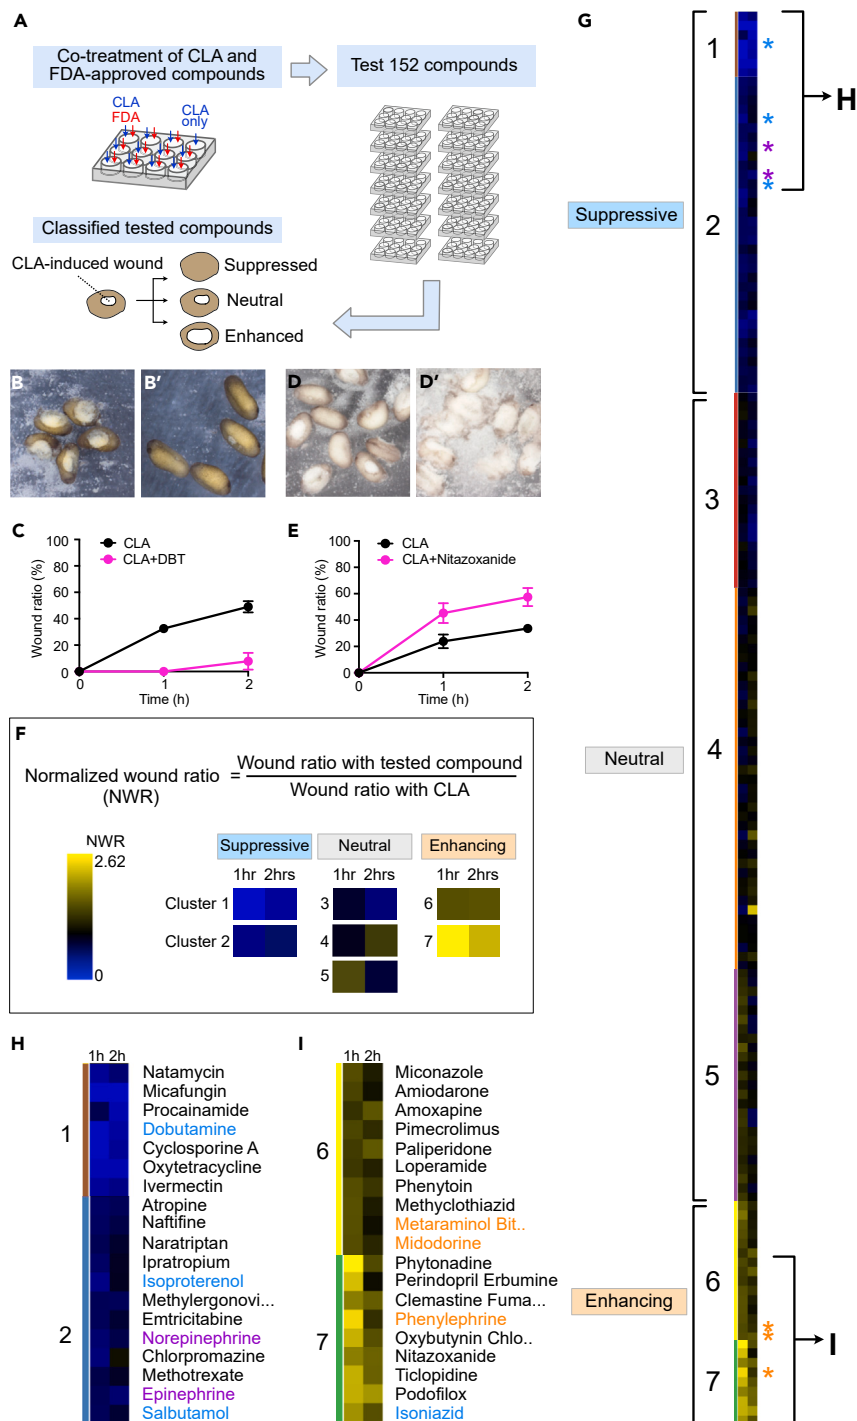 A
Co-treatment of CLA and
FDA-approved compounds
Test 152 compounds
CLA
FDA
CLA
only
Classified tested compounds
CLA-induced wound
Suppressed
Neutral
Enhanced
B
B′
D
D′
C
CLA
CLA+DBT
Wound ratio (%)
100
80
60
40
20
0
0
1
2
Time (h)
E
CLA
CLA+Nitazoxanide
Wound ratio (%)
100
80
60
40
20
0
0
1
2
Time (h)
F
Normalized wound ratio
(NWR)
=
Wound ratio with tested compound
Wound ratio with CLA
NWR
2.62
0
Suppressive
Neutral
Enhancing
1hr 2hrs
1hr 2hrs
1hr 2hrs
Cluster 1
3
6
Cluster 2
4
7
5
G
1
*
H
*
*
*
*
Suppressive
2
3
Neutral
4
5
6
Enhancing
*
*
I
7
*
H
1h 2h
1
Natamycin
Micafungin
Procainamide
Dobutamine
Cyclosporine A
Oxytetracycline
Ivermectin
2
Atropine
Naftifine
Naratriptan
Ipratropium
Isoproterenol
Methylergonovi...
Emtricitabine
Norepinephrine
Chlorpromazine
Methotrexate
Epinephrine
Salbutamol
I
1h 2h
6
Miconazole
Amiodarone
Amoxapine
Pimecrolimus
Paliperidone
Loperamide
Phenytoin
Methyclothiazid
Metaraminol Bit..
Midodorine
7
Phytonadine
Perindopril Erbumine
Clemastine Fuma...
Phenylephrine
Oxybutynin Chlo..
Nitazoxanide
Ticlopidine
Podofilox
Isoniazid